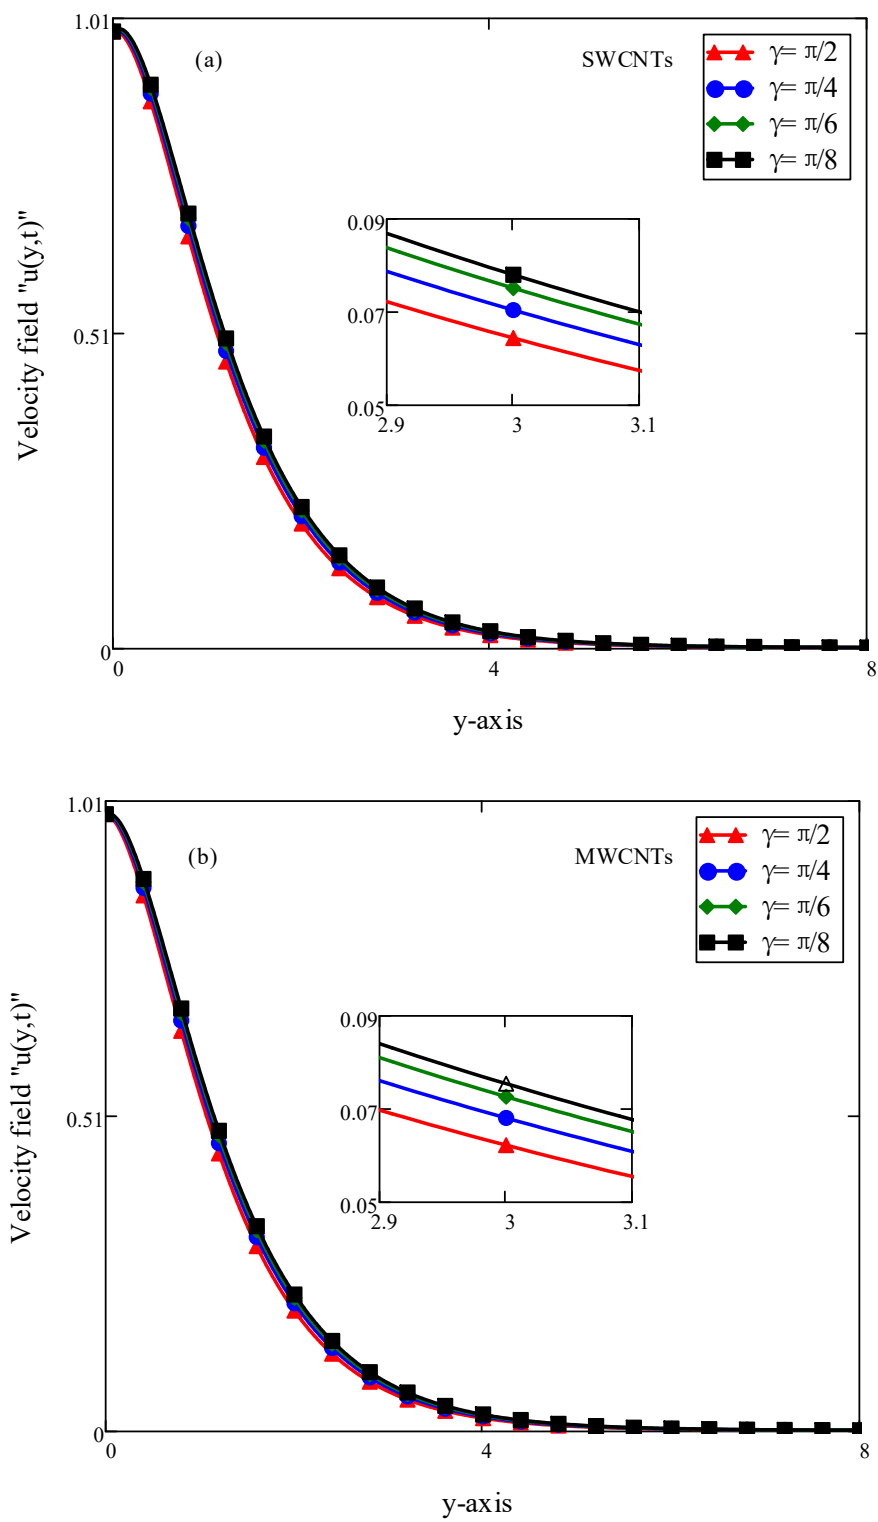 1.01
(a)
SWCNTs
γ= π/2
γ= π/4
γ= π/6
γ= π/8
Velocity field "u(y,t)"
0.09
0.07
0.05
2.9
3
3.1
0.51
0
0
4
8
y-axis
1.01
(b)
MWCNTs
γ= π/2
γ= π/4
γ= π/6
γ= π/8
Velocity field "u(y,t)"
0.09
0.07
0.05
2.9
3
3.1
0.51
0
0
4
8
y-axis